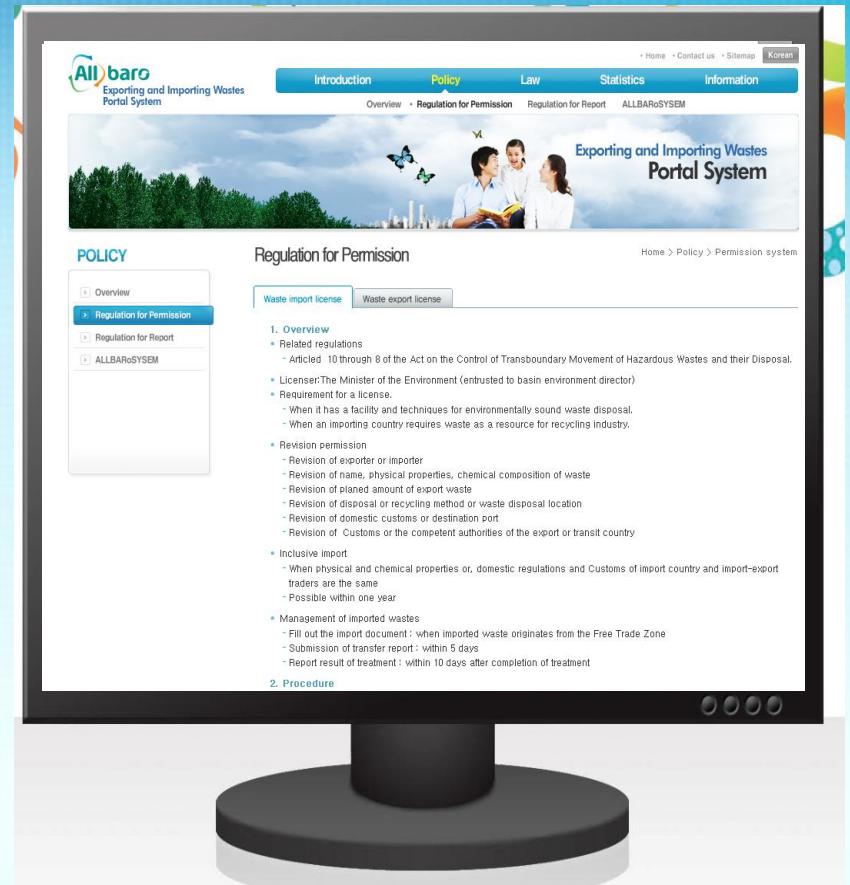 • Home • Contact us • Sitemap Korean
All baro
Exporting and Importing Wastes
Portal System
Introduction Policy Law Statistics Information
Overview • Regulation for Permission Regulation for Report ALLBARoSYSEM
Exporting and Importing Wastes
Portal System
POLICY
Overview
Regulation for Permission
Regulation for Report
ALLBARoSYSEM
Regulation for Permission
Home > Policy > Permission system
Waste import license Waste export license
1. Overview
• Related regulations
- Articled 10 through 8 of the Act on the Control of Transboundary Movement of Hazardous Wastes and their Disposal.
• Licenser:The Minister of the Environment (entrusted to basin environment director)
• Requirement for a license.
- When it has a facility and techniques for environmentally sound waste disposal.
- When an importing country requires waste as a resource for recycling industry.
• Revision permission
- Revision of exporter or importer
- Revision of name, physical properties, chemical composition of waste
- Revision of planed amount of export waste
- Revision of disposal or recycling method or waste disposal location
- Revision of domestic customs or destination port
- Revision of Customs or the competent authorities of the export or transit country
• Inclusive import
- When physical and chemical properties or, domestic regulations and Customs of import country and import-export
traders are the same
- Possible within one year
• Management of imported wastes
- Fill out the import document : when imported waste originates from the Free Trade Zone
- Submission of transfer report : within 5 days
- Report result of treatment : within 10 days after completion of treatment
2. Procedure